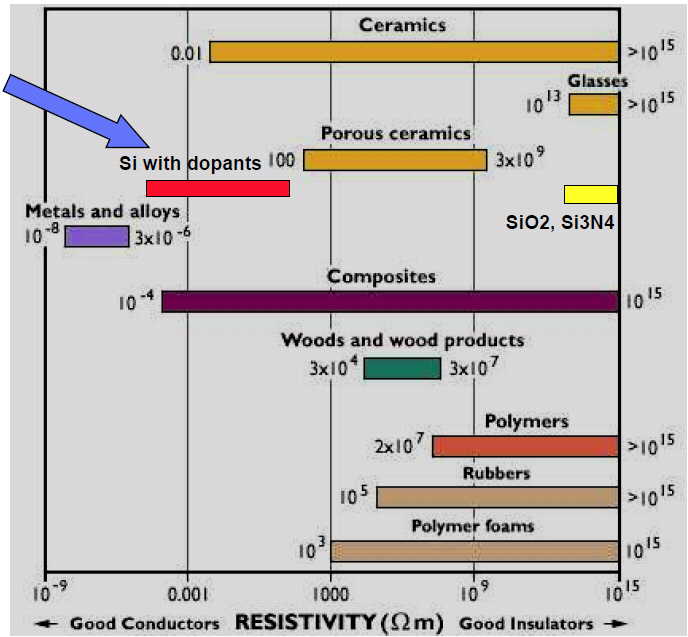 Ceramics
0.01 >10^15
Glasses
10^13 >10^15
Porous ceramics
Si with dopants 100 3x10^9
Metals and alloys SiO2, Si3N4
10^-8 3x10^-6
Composites
10^-4 10^15
Woods and wood products
3x10^4 3x10^7
Polymers
2x10^7 >10^15
Rubbers
10^5 >10^15
Polymer foams
10^3 10^15
10^-9 0.001 1000 10^9 10^15
← Good Conductors RESISTIVITY (Ωm) Good Insulators →